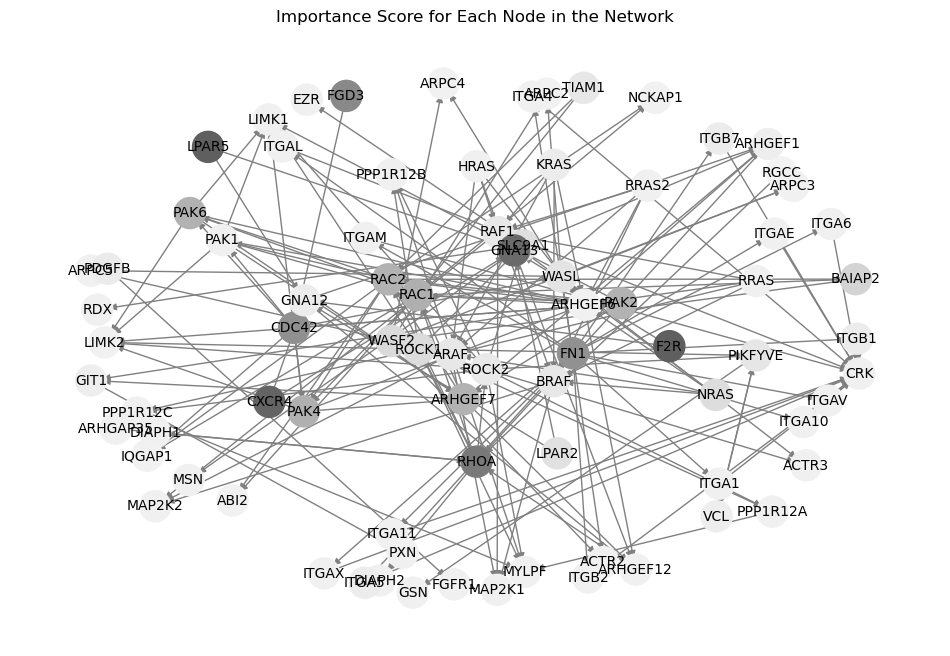 Importance Score for Each Node in the Network
ARPC4
TIAM1
ITGA4
ARPC2
NCKAP1
EZR
FGD3
LIMK1
ITGAL
LPAR5
ITGB7
ARHGEF1
PPP1R12B
HRAS
KRAS
RRAS2
RGCC
ARPC3
PAK6
PAK1
ITGAM
RAF1
SLC9A1
GNA13
ITGAE
ITGA6
ARPC5
PDGFB
RAC2
RAC1
WASL
RRAS
BAIAP2
RDX
GNA12
ARHGEF6
PAK2
CDC42
LIMK2
WASF2
ROCK1
ARAF
ROCK2
FN1
F2R
PIKFYVE
ITGB1
CRK
GIT1
BRAF
NRAS
CXCR4
PAK4
ARHGEF7
ITGAV
PPP1R12C
ARHGAP35
DIAPH1
ITGA10
IQGAP1
RHOA
LPAR2
ACTR3
MSN
ITGA1
MAP2K2
ABI2
VCL
PPP1R12A
ITGA11
PXN
ITGAX
ITGA5
DIAPH2
GSN
FGFR1
MAP2K1
MYLPF
ACTR2
ITGB2
ARHGEF12